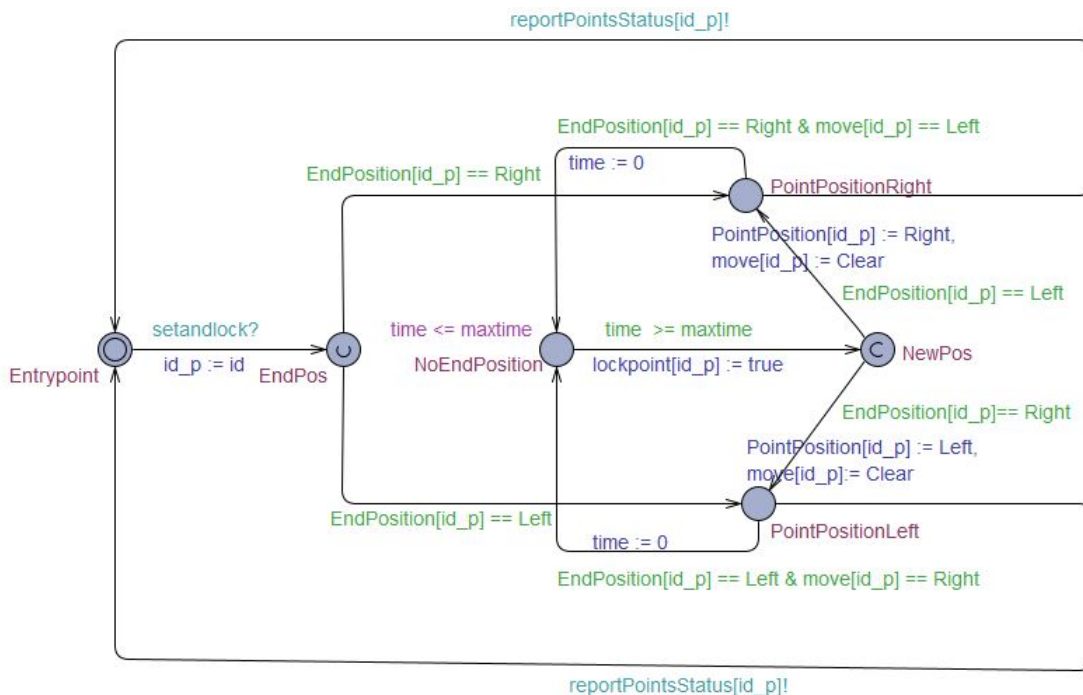 reportPointsStatus[id_p]!
EndPosition[id_p] == Right & move[id_p] == Left
time := 0
EndPosition[id_p] == Right
PointPositionRight
PointPosition[id_p] := Right,
move[id_p] := Clear
EndPosition[id_p] == Left
setandlock?
time <= maxtime
time >= maxtime
Entrypoint
id_p := id
EndPos
NoEndPosition
lockpoint[id_p] := true
NewPos
EndPosition[id_p]== Right
PointPosition[id_p] := Left,
move[id_p]:= Clear
EndPosition[id_p] == Left
time := 0
PointPositionLeft
EndPosition[id_p] == Left & move[id_p] == Right
reportPointsStatus[id_p]!